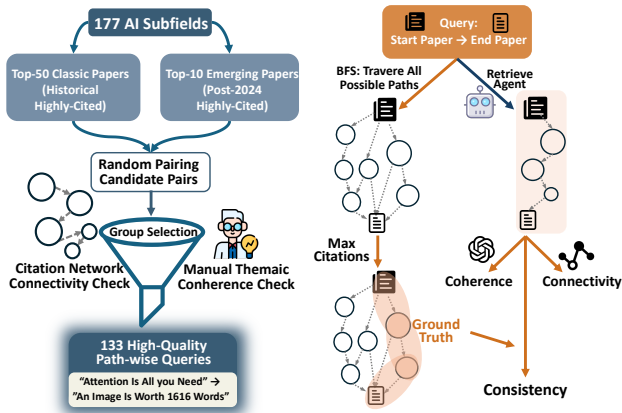 177 AI Subfields
Top-50 Classic Papers
(Historical
Highly-Cited)
Top-10 Emerging Papers
(Post-2024
Highly-Cited)
Random Pairing
Candidate Pairs
Group Selection
Citation Network
Connectivity Check
Manual Themaic
Conherence Check
133 High-Quality
Path-wise Queries
“Attention Is All you Need” →
”An Image Is Worth 1616 Words”
Query:
Start Paper → End Paper
BFS: Travere All
Possible Paths
Retrieve
Agent
Max
Citations
Ground
Truth
Coherence
Connectivity
Consistency